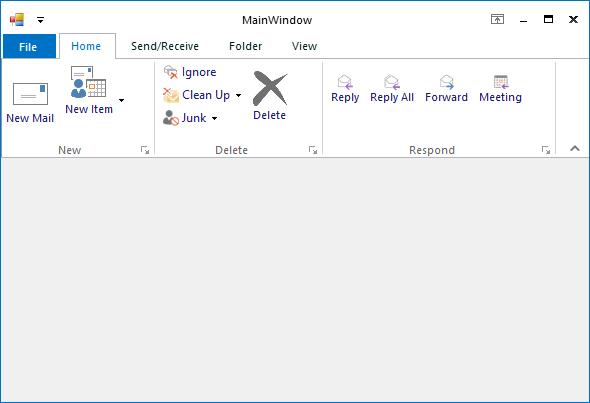 MainWindow
File Home Send/Receive Folder View
New Mail
New Item
Ignore
Clean Up
Junk
Delete
Reply Reply All Forward Meeting
New Delete Respond